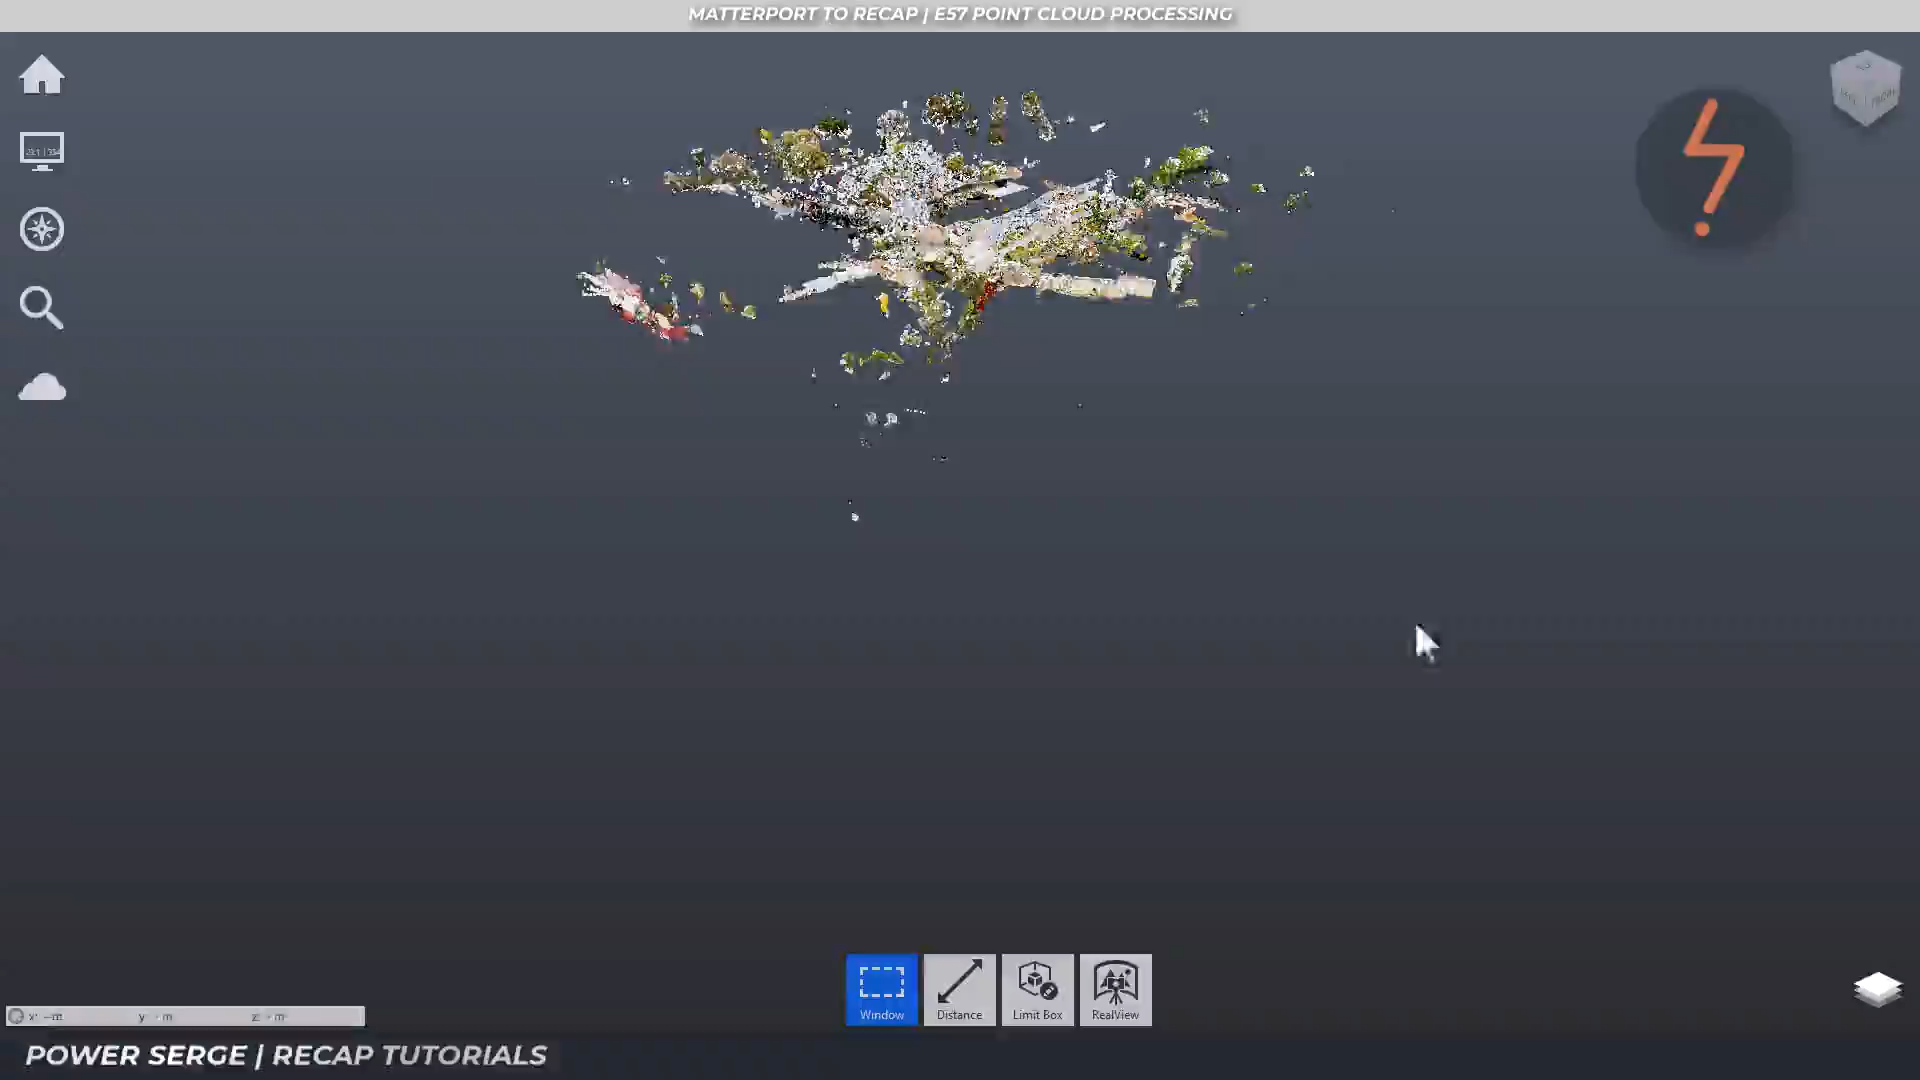 MATTERPORT TO RECAP | E57 POINT CLOUD PROCESSING
Window
Distance
Limit Box
RealView
x: - m y: - m z: - m
POWER SERGE | RECAP TUTORIALS